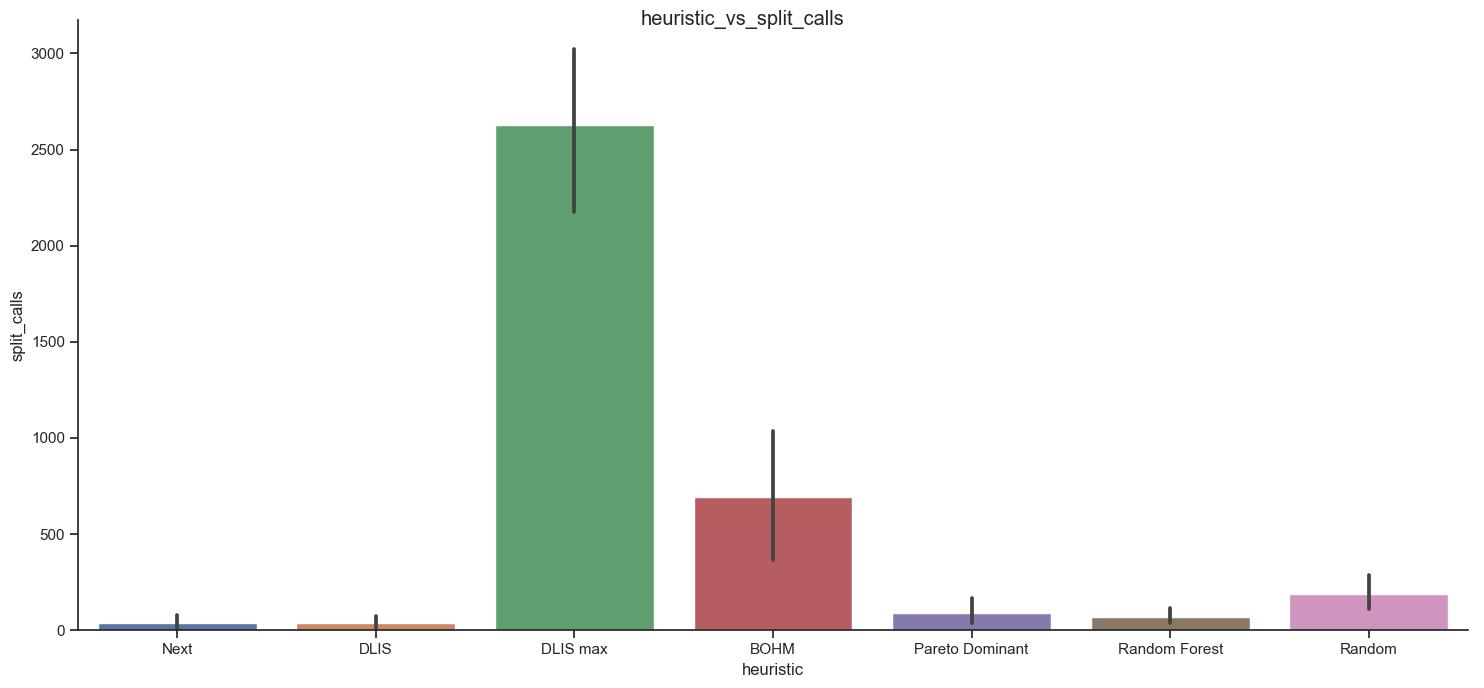 heuristic_vs_split_calls
3000
2500
2000
1500
1000
500
0
split_calls
Next DLIS DLIS max BOHM Pareto Dominant Random Forest Random
heuristic